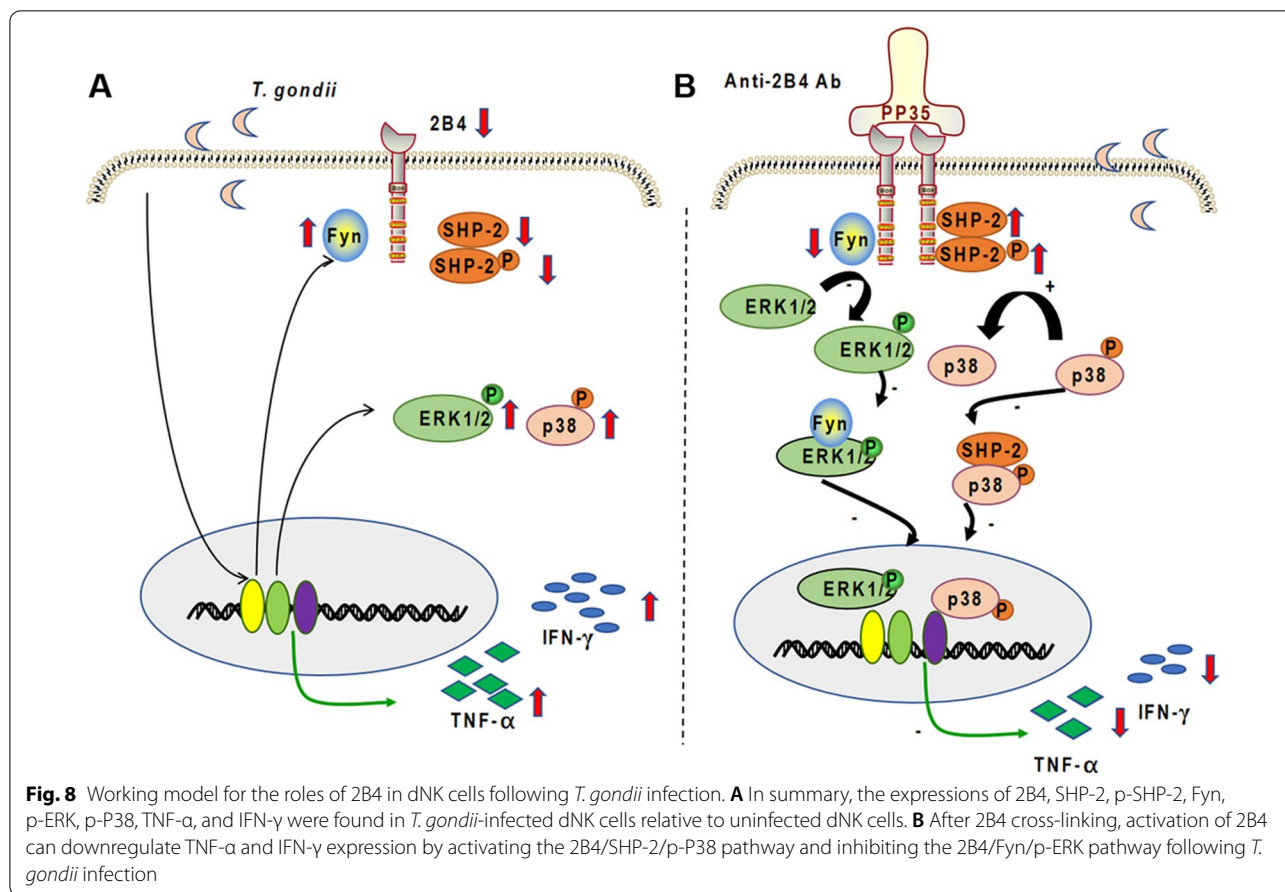 A
T. gondii
2B4
Fyn
SHP-2
SHP-2 P
P
ERK1/2
P
p38
IFN-γ
TNF-α
B
Anti-2B4 Ab
PP35
Fyn
SHP-2
SHP-2 P
+
-
ERK1/2
P
ERK1/2
p38
P
p38
-
-
Fyn
ERK1/2 P
SHP-2
P
p38
-
-
ERK1/2 P
p38
P
IFN-γ
-
TNF-α
Fig. 8 Working model for the roles of 2B4 in dNK cells following T. gondii infection. A In summary, the expressions of 2B4, SHP-2, p-SHP-2, Fyn,
p-ERK, p-P38, TNF-α, and IFN-γ were found in T. gondii-infected dNK cells relative to uninfected dNK cells. B After 2B4 cross-linking, activation of 2B4
can downregulate TNF-α and IFN-γ expression by activating the 2B4/SHP-2/p-P38 pathway and inhibiting the 2B4/Fyn/p-ERK pathway following T.
gondii infection